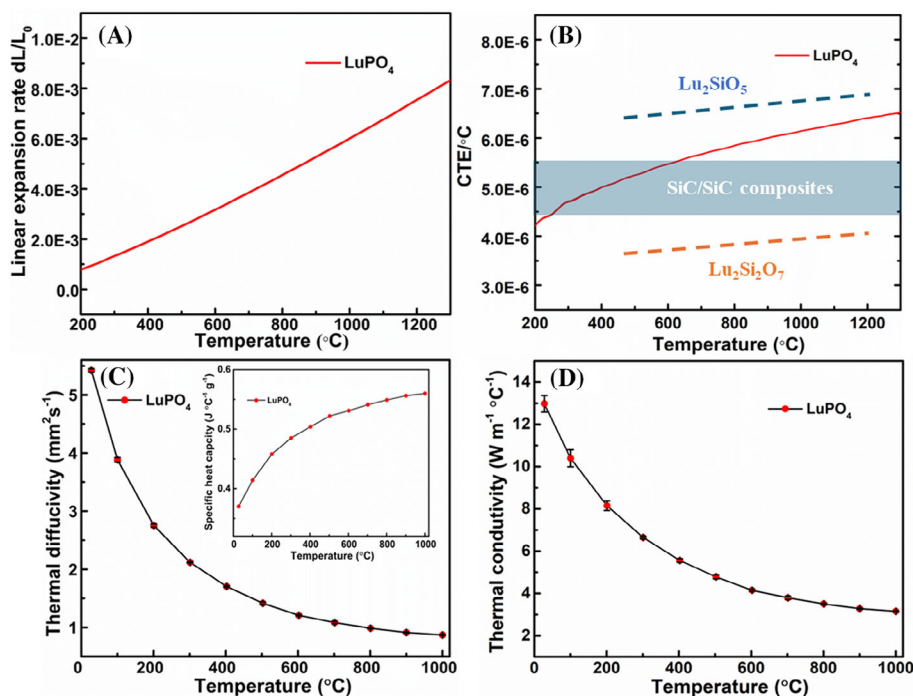 (A)
LuPO4
Linear expansion rate dL/L0
1.0E-2
8.0E-3
6.0E-3
4.0E-3
2.0E-3
0.0
200 400 600 800 1000 1200
Temperature (°C)
(B)
LuPO4
Lu2SiO5
SiC/SiC composites
Lu2Si2O7
CTE/°C
8.0E-6
7.0E-6
6.0E-6
5.0E-6
4.0E-6
3.0E-6
200 400 600 800 1000 1200
Temperature (°C)
(C)
LuPO4
Thermal diffucivity (mm2s-1)
5
4
3
2
1
0 200 400 600 800 1000
Temperature (°C)
LuPO4
Specific heat capcity (J °C-1 g-1)
0.6
0.5
0.4
0 200 400 600 800 1000
Temperature (°C)
(D)
LuPO4
Thermal condutivity (W m-1 °C-1)
14
12
10
8
6
4
2
0 200 400 600 800 1000
Temperature (°C)